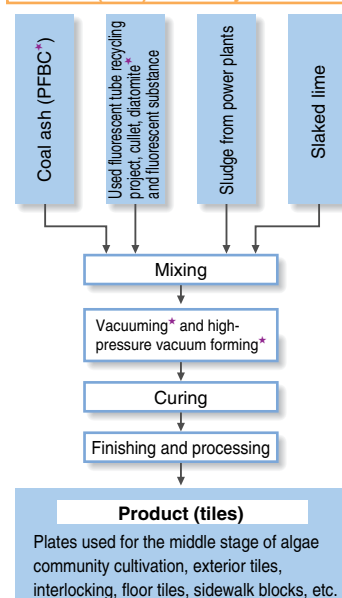 Coal ash (PFBC★)
Used fluorescent tube recycling
project, cullet, diatomite★
and fluorescent substance
Sludge from power plants
Slaked lime
Mixing
Vacuuming★ and high-
pressure vacuum forming★
Curing
Finishing and processing
Product (tiles)
Plates used for the middle stage of algae
community cultivation, exterior tiles,
interlocking, floor tiles, sidewalk blocks, etc.